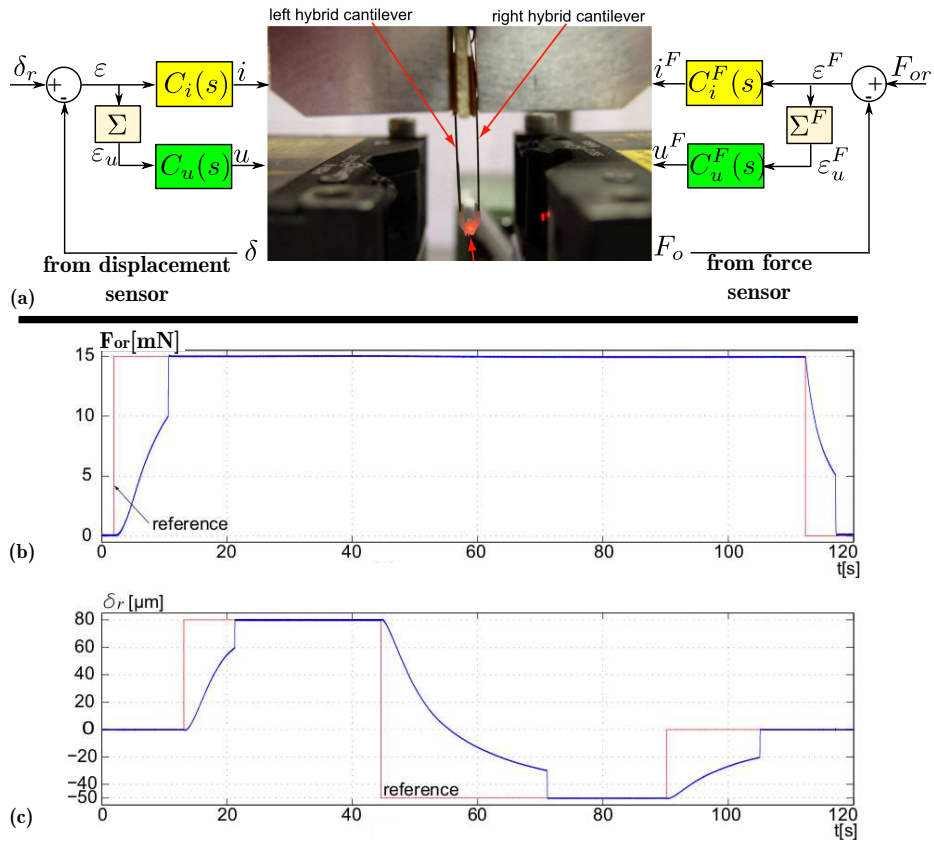 left hybrid cantilever
right hybrid cantilever
δr
+
-
ε
Ci(s)
i
Σ
εu
Cu(s)
u
δ
from displacement
sensor
(a)
iF
CiF(s)
εF
+
-
For
ΣF
uF
CuF(s)
εuF
Fo
from force
sensor
For[mN]
15
10
5
0
reference
0 20 40 60 80 100 120
t[s]
(b)
δr [μm]
80
60
40
20
0
−20
−40
−50
reference
0 20 40 60 80 100 120
t[s]
(c)